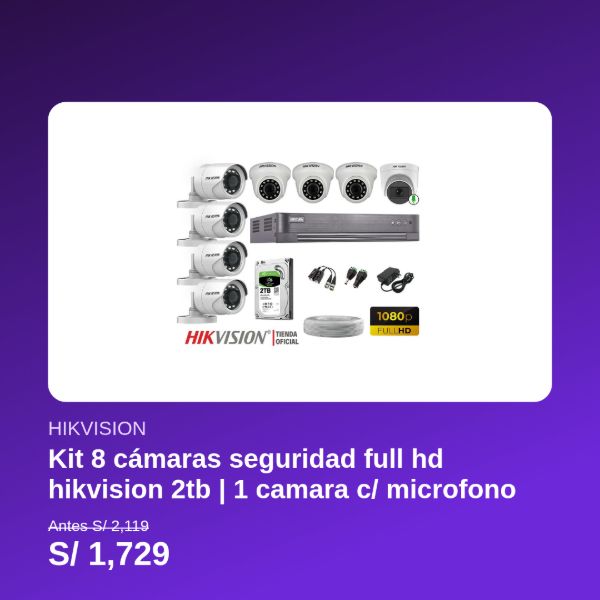 HIKVISION
2TB
HIKVISION® TIENDA OFICIAL
1080p
FULL HD
HIKVISION
Kit 8 cámaras seguridad full hd
hikvision 2tb | 1 camara c/ microfono
Antes S/ 2,119
S/ 1,729